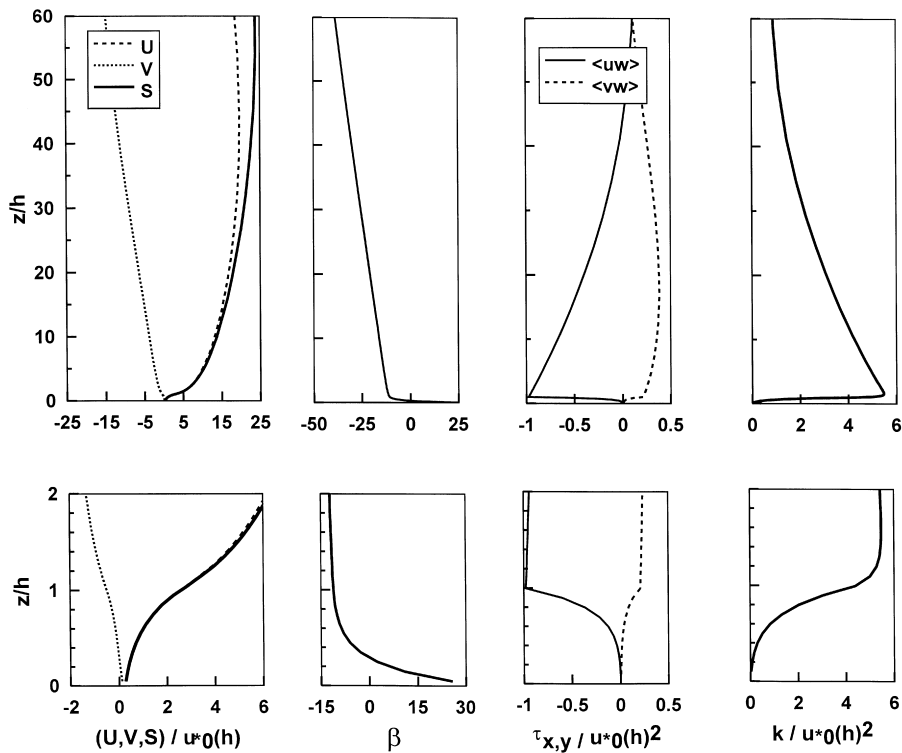 60
50
40
30
20
10
0
z/h
U
V
S
-25 -15 -5 5 15 25
-50 -25 0 25
<uw>
<vw>
-1 -0.5 0 0.5
0 2 4 6
2
1
0
z/h
-2 0 2 4 6
-15 0 15 30
-1 -0.5 0 0.5
0 2 4 6
(U,V,S) / u*0(h)
β
τx,y / u*0(h)2
k / u*0(h)2